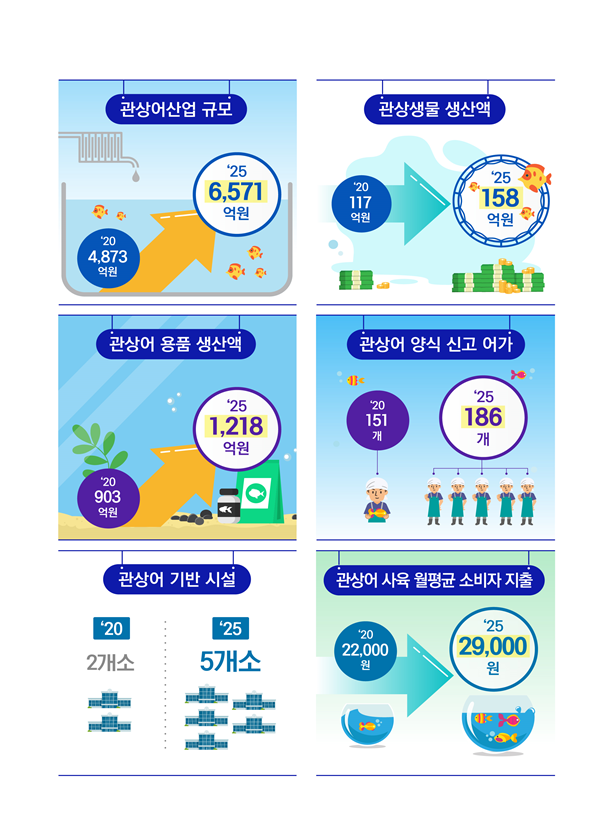 관상어산업 규모
‘25
6,571
억원
‘20
4,873
억원
관상생물 생산액
‘20
117
억원
‘25
158
억원
관상어 용품 생산액
‘25
1,218
억원
‘20
903
억원
관상어 양식 신고 어가
‘20
151
개
‘25
186
개
관상어 기반 시설
‘20
2개소
‘25
5개소
관상어 사육 월평균 소비자 지출
‘20
22,000
원
‘25
29,000
원